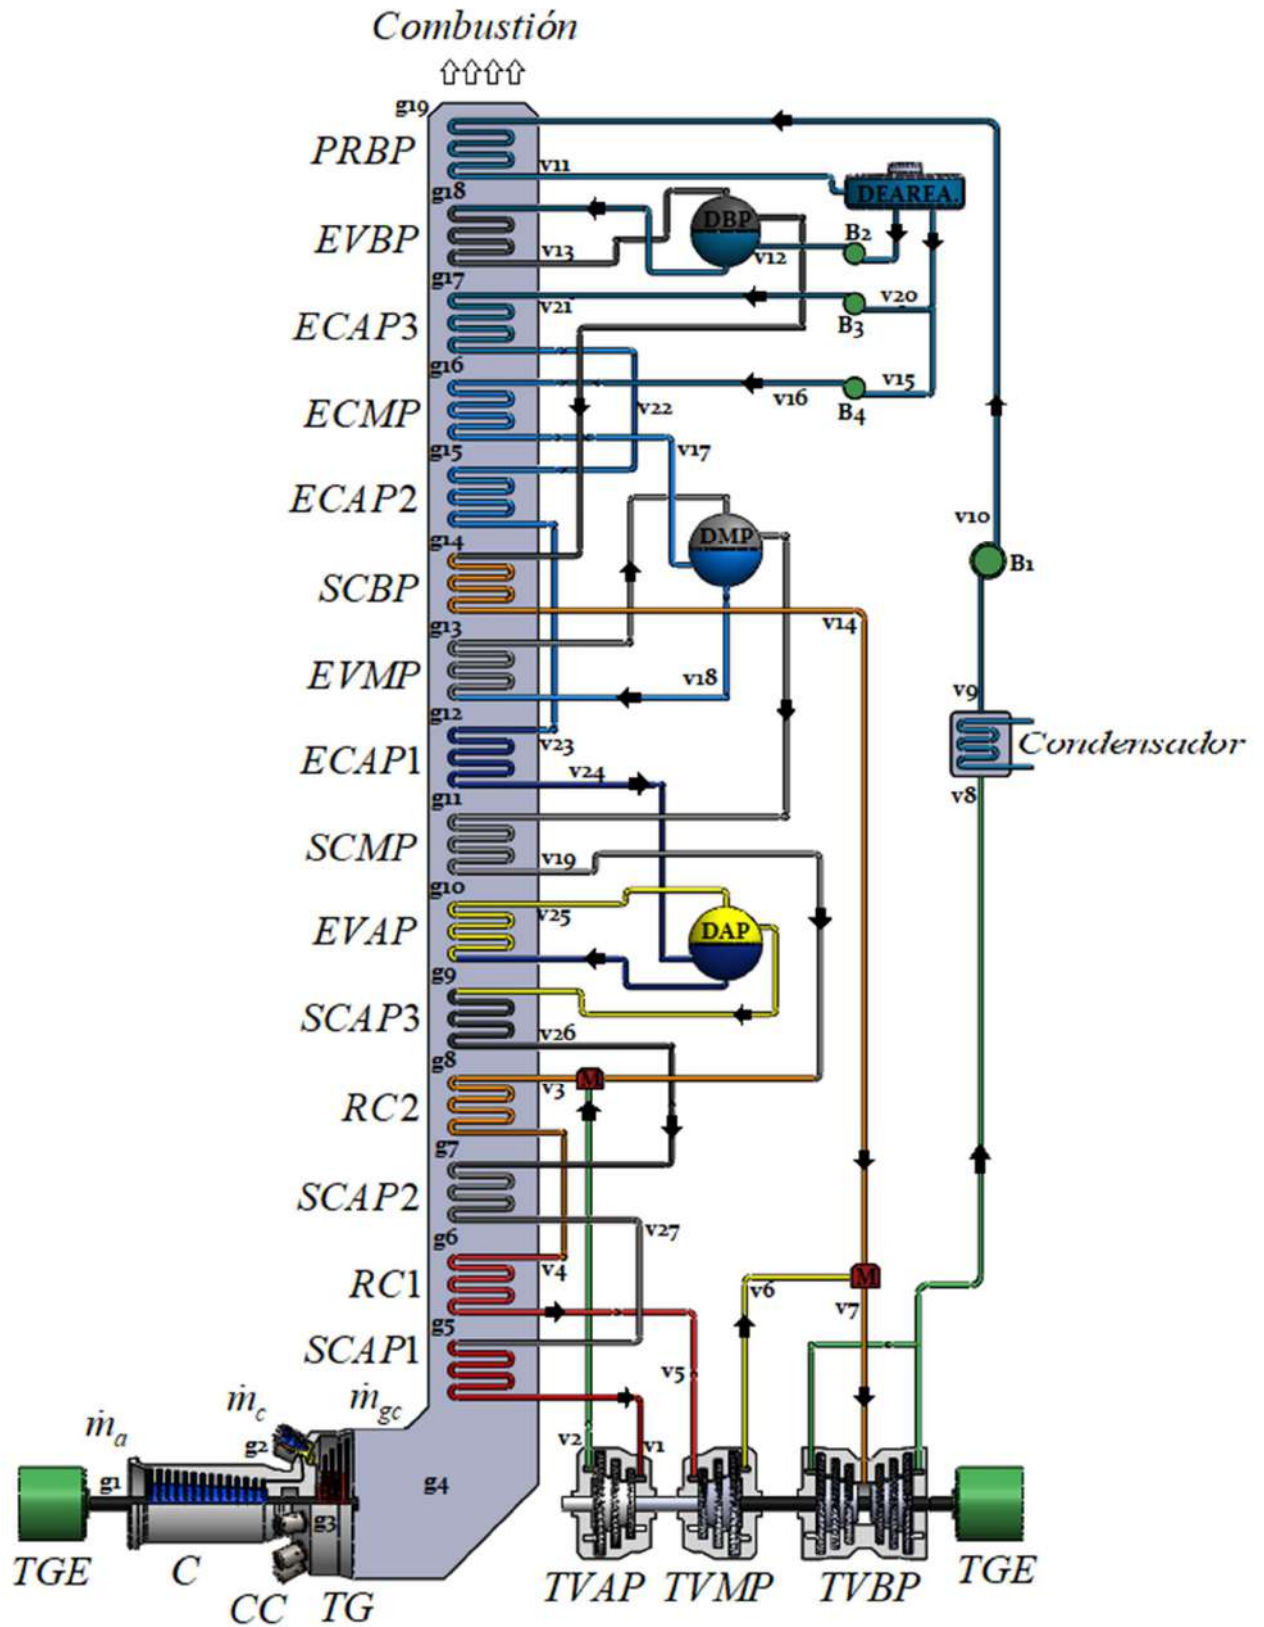 Combustión
g19
PRBP
v11
DEAREA.
g18
DBP
B2
EVBP
v13
v12
g17
v21
v20
ECAP3
B3
g16
v15
v16
B4
v22
ECMP
g15
v17
ECAP2
v10
g14
DMP
B1
SCBP
v14
g13
EVMP
v18
v9
g12
v23
Condensador
ECAP1
v24
v8
g11
SCMP
v19
g10
v25
EVAP
DAP
g9
SCAP3
v26
g8
v3
M
RC2
g7
SCAP2
v27
g6
v4
M
RC1
v6
v7
g5
SCAP1
v5
ṁc
ṁgc
ṁa
g2
v2
v1
g1
g4
g3
TGE
C
CC
TG
TVAP
TVMP
TVBP
TGE